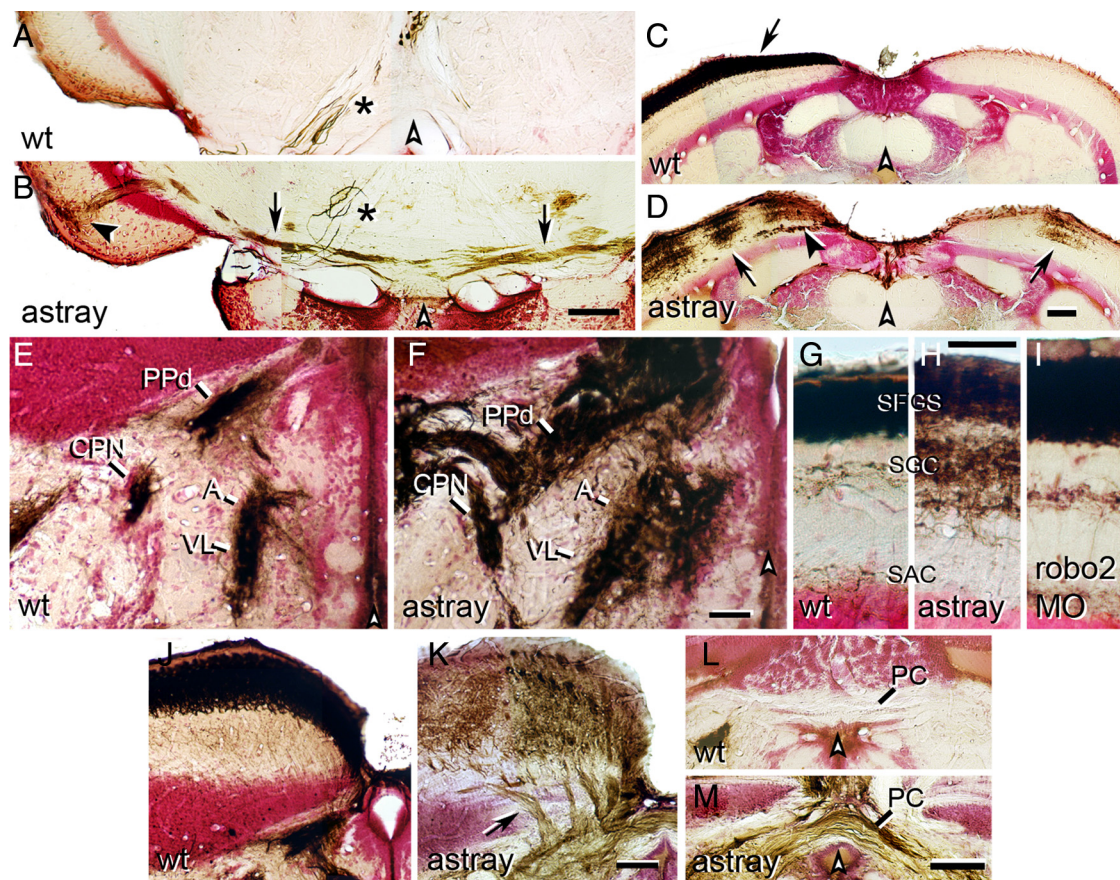 A
*
wt
B
*
astray
C
wt
D
astray
E
PPd
CPN
A
VL
wt
F
PPd
CPN
A
VL
astray
G H I
SFGS
SGC
SAC
wt
astray
robo2
MO
J
wt
K
astray
L
PC
wt
M
PC
astray